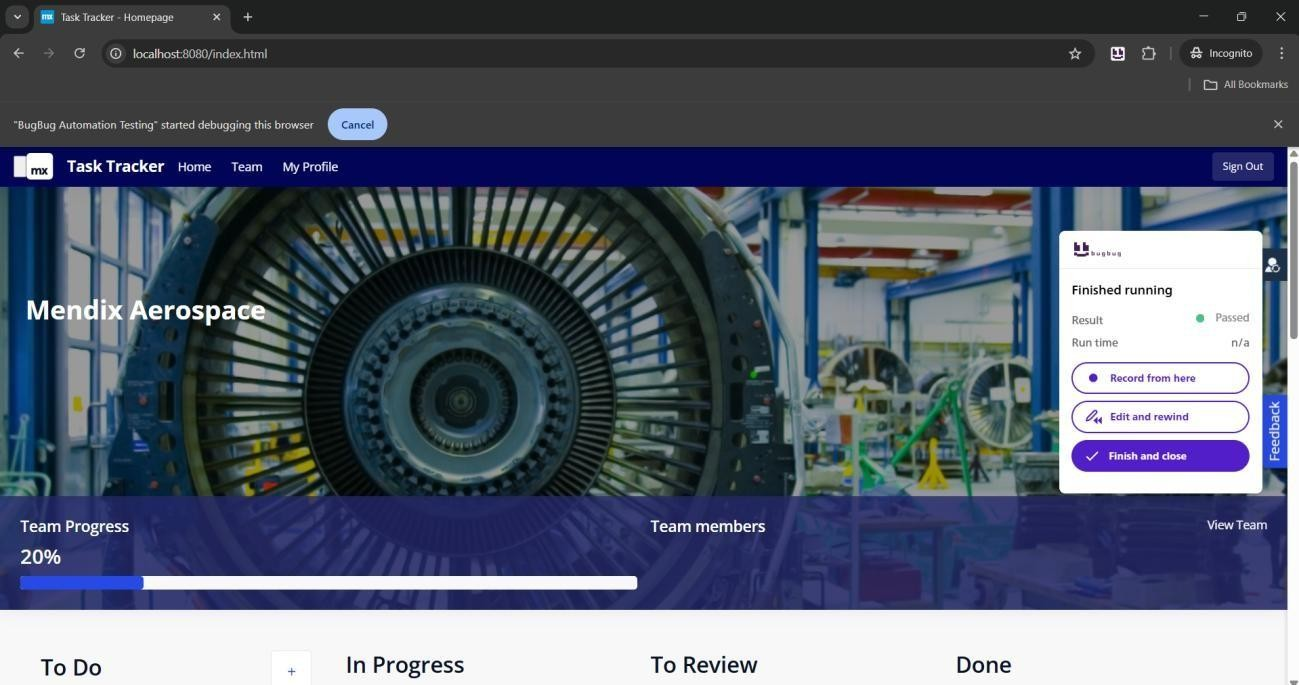 Task Tracker - Homepage
localhost:8080/index.html
Incognito
All Bookmarks
"BugBug Automation Testing" started debugging this browser
Cancel
mx
Task Tracker
Home
Team
My Profile
Sign Out
Mendix Aerospace
bugbug
Finished running
Result
Passed
Run time
n/a
Record from here
Edit and rewind
Finish and close
Feedback
Team Progress
20%
Team members
View Team
To Do
+
In Progress
To Review
Done